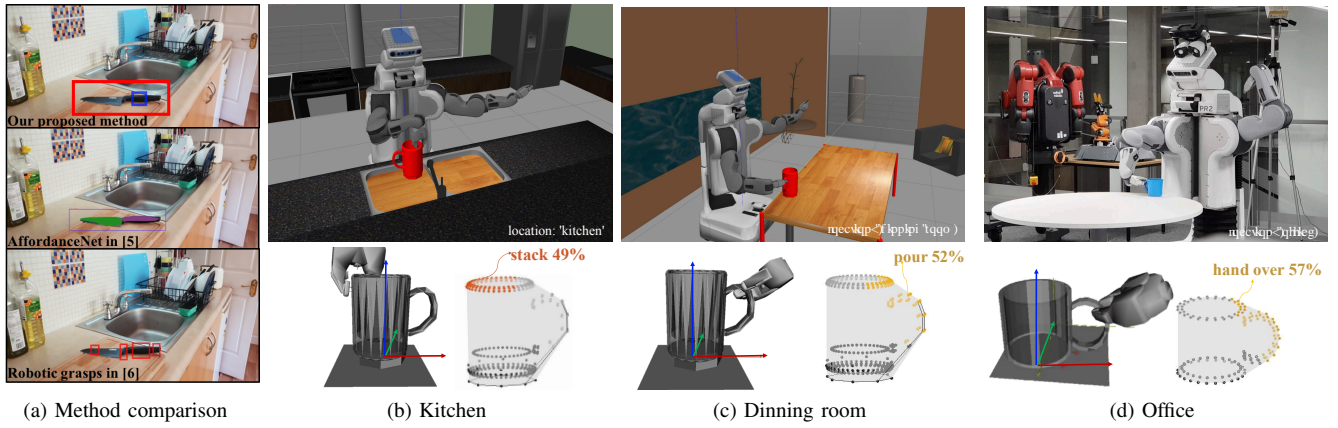 Our proposed method
AffordanceNet in [5]
Robotic grasps in [6]
location: 'kitchen'
PR2
stack 49%
pour 52%
hand over 57%
(a) Method comparison
(b) Kitchen
(c) Dinning room
(d) Office